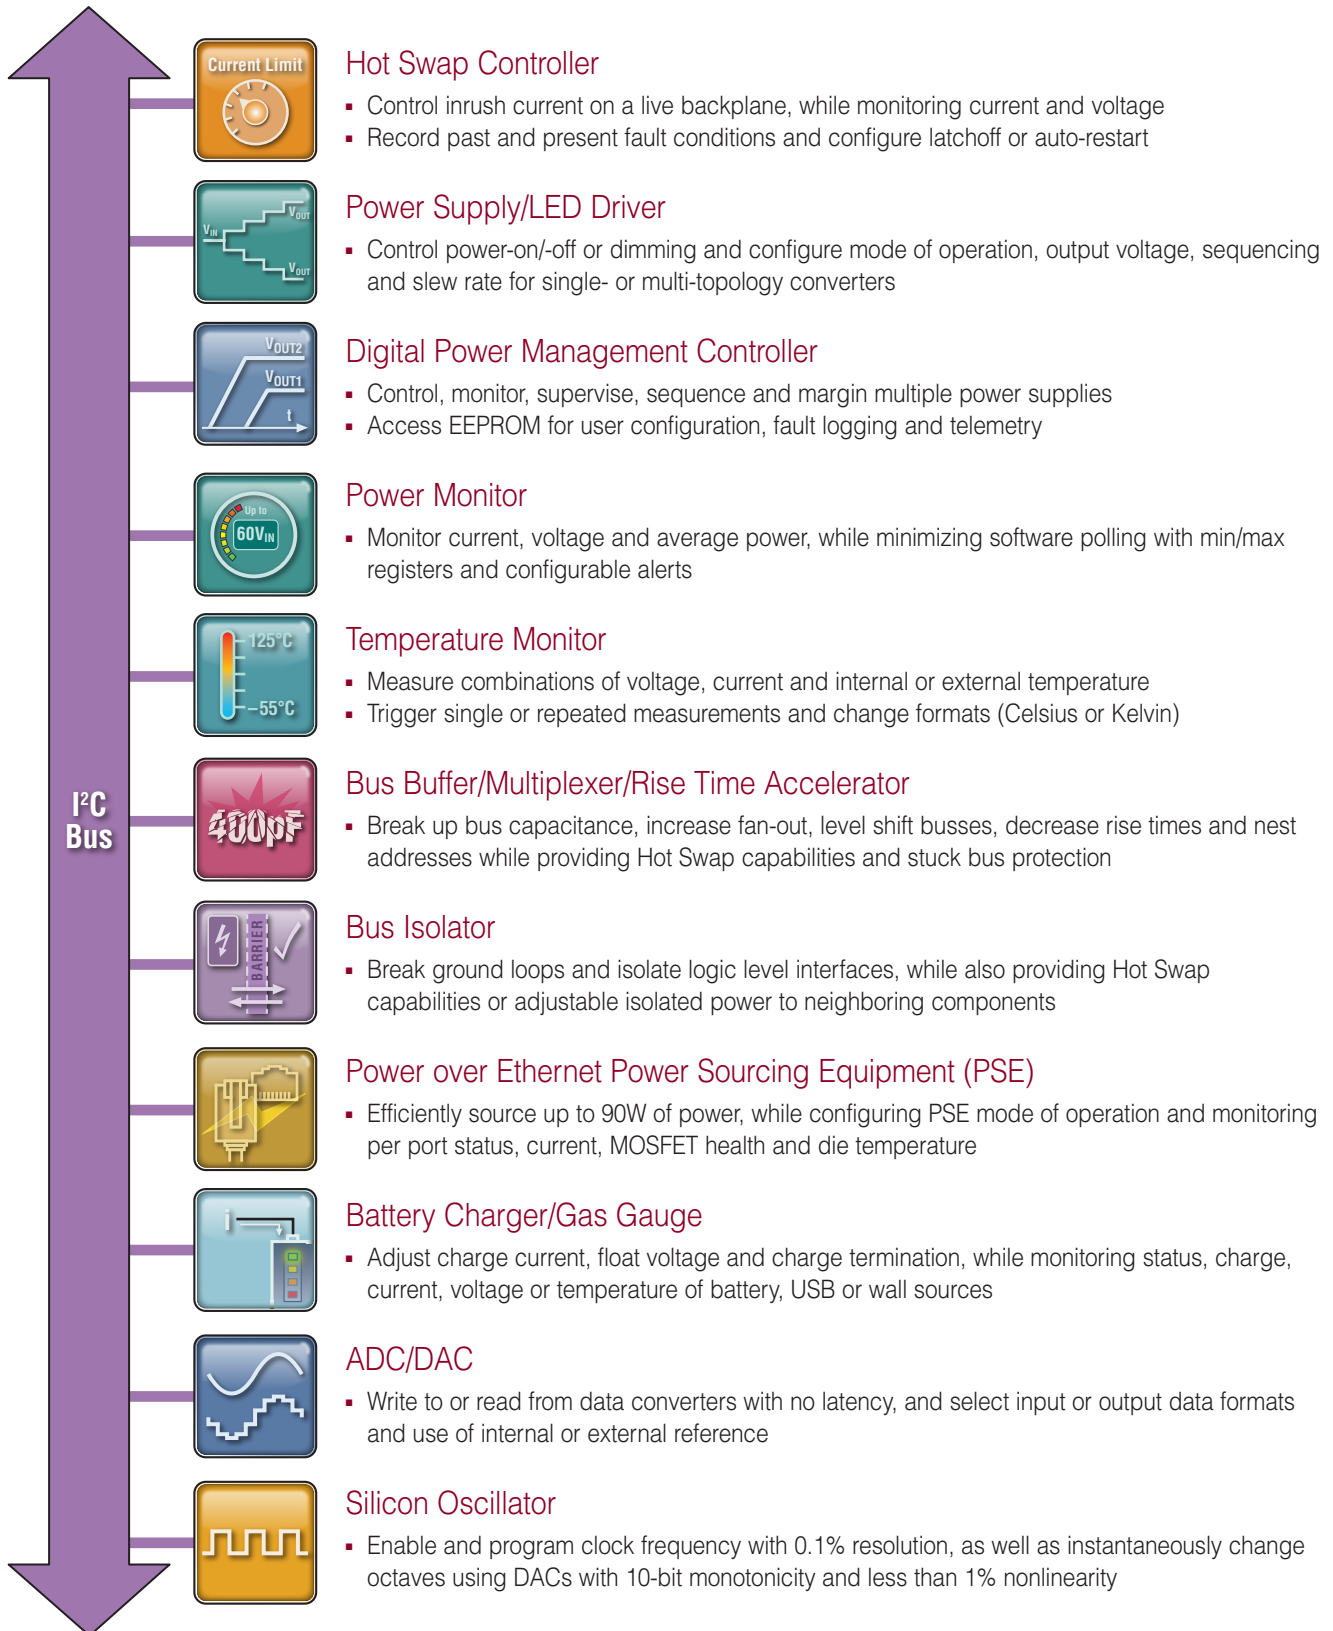 I²C
Bus
Current Limit
Hot Swap Controller
▪ Control inrush current on a live backplane, while monitoring current and voltage
▪ Record past and present fault conditions and configure latchoff or auto-restart
VIN
VOUT
VOUT
Power Supply/LED Driver
▪ Control power-on/-off or dimming and configure mode of operation, output voltage, sequencing
and slew rate for single- or multi-topology converters
VOUT2
VOUT1
t
Digital Power Management Controller
▪ Control, monitor, supervise, sequence and margin multiple power supplies
▪ Access EEPROM for user configuration, fault logging and telemetry
Up to
60VIN
Power Monitor
▪ Monitor current, voltage and average power, while minimizing software polling with min/max
registers and configurable alerts
125°C
–55°C
Temperature Monitor
▪ Measure combinations of voltage, current and internal or external temperature
▪ Trigger single or repeated measurements and change formats (Celsius or Kelvin)
400pF
Bus Buffer/Multiplexer/Rise Time Accelerator
▪ Break up bus capacitance, increase fan-out, level shift busses, decrease rise times and nest
addresses while providing Hot Swap capabilities and stuck bus protection
BARRIER
Bus Isolator
▪ Break ground loops and isolate logic level interfaces, while also providing Hot Swap
capabilities or adjustable isolated power to neighboring components
Power over Ethernet Power Sourcing Equipment (PSE)
▪ Efficiently source up to 90W of power, while configuring PSE mode of operation and monitoring
per port status, current, MOSFET health and die temperature
i
Battery Charger/Gas Gauge
▪ Adjust charge current, float voltage and charge termination, while monitoring status, charge,
current, voltage or temperature of battery, USB or wall sources
ADC/DAC
▪ Write to or read from data converters with no latency, and select input or output data formats
and use of internal or external reference
Silicon Oscillator
▪ Enable and program clock frequency with 0.1% resolution, as well as instantaneously change
octaves using DACs with 10-bit monotonicity and less than 1% nonlinearity